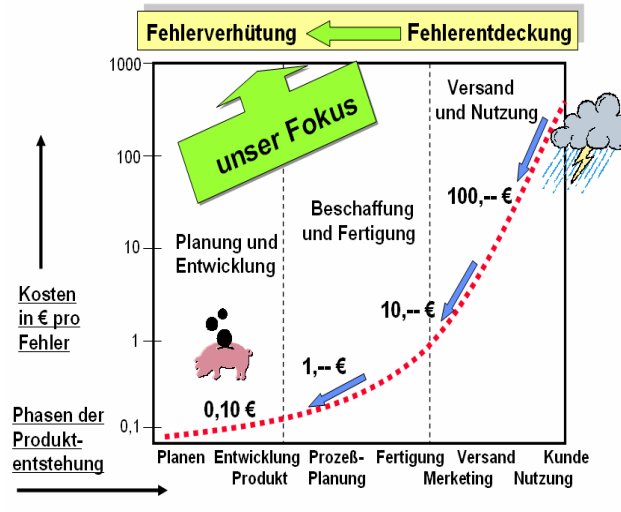 Fehlerverhütung Fehlerentdeckung
1000
100
10
1
0,1
unser Fokus
Versand
und Nutzung
Beschaffung
und Fertigung
Planung und
Entwicklung
100,-- €
10,-- €
1,-- €
0,10 €
Kosten
in € pro
Fehler
Phasen der
Produkt-
entstehung
Planen Entwicklung Prozeß- Fertigung Versand Kunde
Produkt Planung Merketing Nutzung